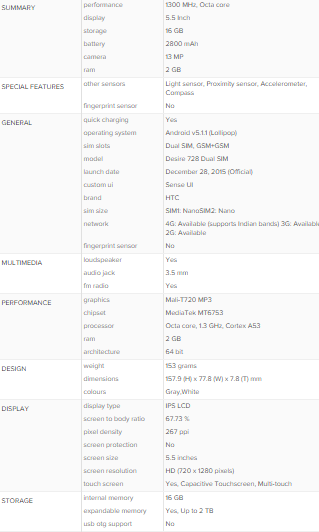 SUMMARY
performance 1300 MHz, Octa core
display 5.5 Inch
storage 16 GB
battery 2800 mAh
camera 13 MP
ram 2 GB
SPECIAL FEATURES
other sensors Light sensor, Proximity sensor, Accelerometer,
Compass
fingerprint sensor No
GENERAL
quick charging Yes
operating system Android v5.1.1 (Lollipop)
sim slots Dual SIM, GSM+GSM
model Desire 728 Dual SIM
launch date December 28, 2015 (Official)
custom ui Sense UI
brand HTC
sim size SIM1: NanoSIM2: Nano
network 4G: Available (supports Indian bands) 3G: Available
2G: Available
fingerprint sensor No
MULTIMEDIA
loudspeaker Yes
audio jack 3.5 mm
fm radio Yes
PERFORMANCE
graphics Mali-T720 MP3
chipset MediaTek MT6753
processor Octa core, 1.3 GHz, Cortex A53
ram 2 GB
architecture 64 bit
DESIGN
weight 153 grams
dimensions 157.9 (H) x 77.8 (W) x 7.8 (T) mm
colours Gray,White
DISPLAY
display type IPS LCD
screen to body ratio 67.73 %
pixel density 267 ppi
screen protection No
screen size 5.5 inches
screen resolution HD (720 x 1280 pixels)
touch screen Yes, Capacitive Touchscreen, Multi-touch
STORAGE
internal memory 16 GB
expandable memory Yes, Up to 2 TB
usb otg support No